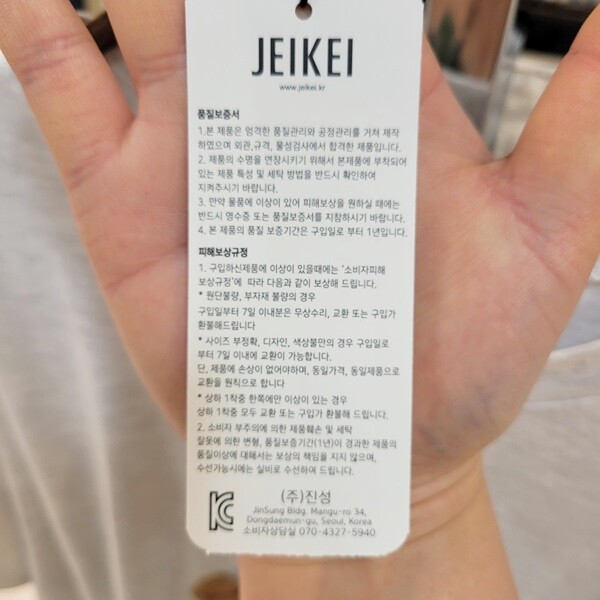 JEIKEI
www.jeikei.kr
품질보증서
1.본 제품은 엄격한 품질관리와 공정관리를 거쳐 제작
하였으며 외관,규격, 물성검사에서 합격한 제품입니다.
2. 제품의 수명을 연장시키기 위해서 본제품에 부착되어
있는 제품 특성 및 세탁 방법을 반드시 확인하여
지켜주시기 바랍니다.
3. 만약 물품에 이상이 있어 피해보상을 원하실 때에는
반드시 영수증 또는 품질보증서를 지참하시기 바랍니다.
4. 본 제품의 품질 보증기간은 구입일로 부터 1년입니다.
피해보상규정
1. 구입하신제품에 이상이 있을때에는 '소비자피해
보상규정'에 따라 다음과 같이 보상해 드립니다.
* 원단불량, 부자재 불량의 경우
구입일부터 7일 이내분은 무상수리, 교환 또는 구입가
환불해드립니다
* 사이즈 부정확, 디자인, 색상불만의 경우 구입일로
부터 7일 이내에 교환이 가능합니다.
단, 제품에 손상이 없어야하며, 동일가격, 동일제품으로
교환을 원칙으로 합니다
* 상하 1착중 한쪽에만 이상이 있는 경우
상하 1착중 모두 교환 또는 구입가 환불해 드립니다.
2. 소비자 부주의에 의한 제품훼손 및 세탁
잘못에 의한 변형, 품질보증기간(1년)이 경과한 제품의
품질이상에 대해서는 보상의 책임을 지지 않으며,
수선가능시에는 실비로 수선하여 드립니다.
(주)진성
JinSung Bldg. Mangu-ro 34,
Dongdaemun-gu, Seoul, Korea
소비자상담실 070-4327-5940